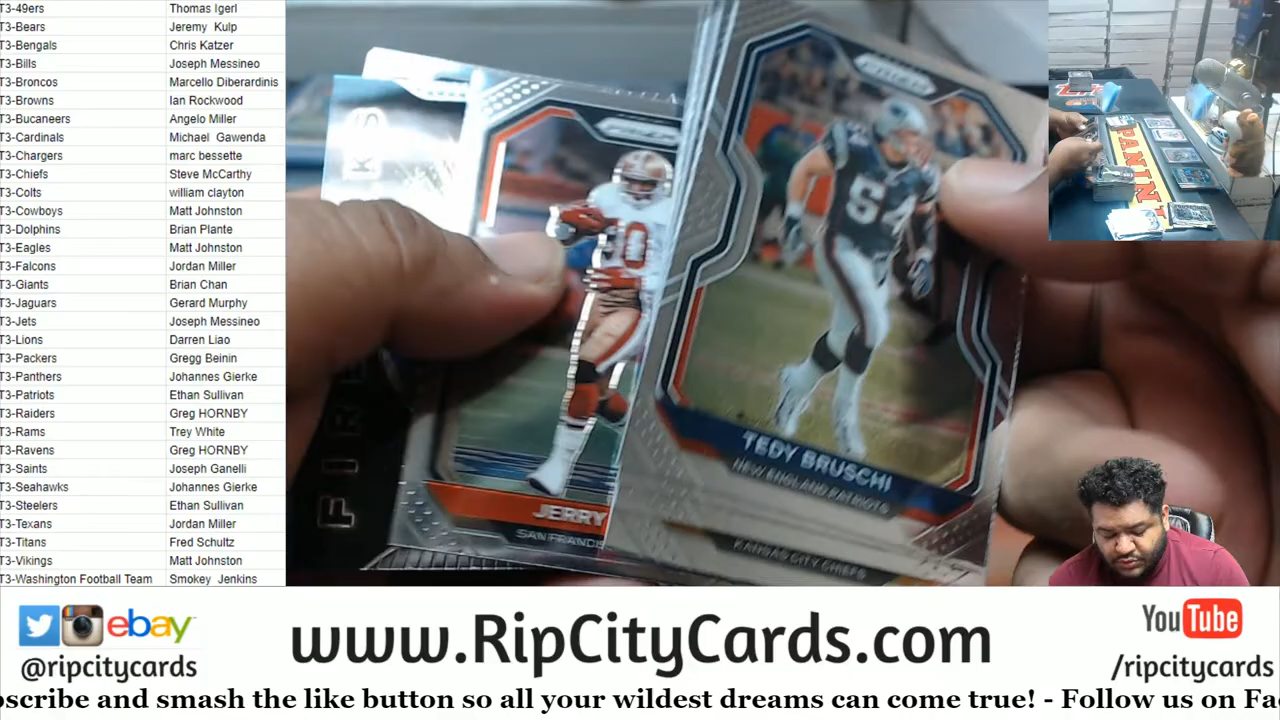 T3-49ers Thomas Igerl
T3-Bears Jeremy Kulp
T3-Bengals Chris Katzer
T3-Bills Joseph Messineo
T3-Broncos Marcello Diberardinis
T3-Browns Ian Rockwood
T3-Bucaneers Angelo Miller
T3-Cardinals Michael Gawenda
T3-Chargers marc bessette
T3-Chiefs Steve McCarthy
T3-Colts william clayton
T3-Cowboys Matt Johnston
T3-Dolphins Brian Plante
T3-Eagles Matt Johnston
T3-Falcons Jordan Miller
T3-Giants Brian Chan
T3-Jaguars Gerard Murphy
T3-Jets Joseph Messineo
T3-Lions Darren Liao
T3-Packers Gregg Beinin
T3-Panthers Johannes Gierke
T3-Patriots Ethan Sullivan
T3-Raiders Greg HORNBY
T3-Rams Trey White
T3-Ravens Greg HORNBY
T3-Saints Joseph Ganelli
T3-Seahawks Johannes Gierke
T3-Steelers Ethan Sullivan
T3-Texans Jordan Miller
T3-Titans Fred Schultz
T3-Vikings Matt Johnston
T3-Washington Football Team Smokey Jenkins
54
TEDY BRUSCHI
NEW ENGLAND PATRIOTS
KANSAS CITY CHIEFS
80
JERRY
SAN FRANCIS
FIRE
PANINI
ebay
@ripcitycards
www.RipCityCards.com
YouTube
/ripcitycards
bscribe and smash the like button so all your wildest dreams can come true! - Follow us on Fa